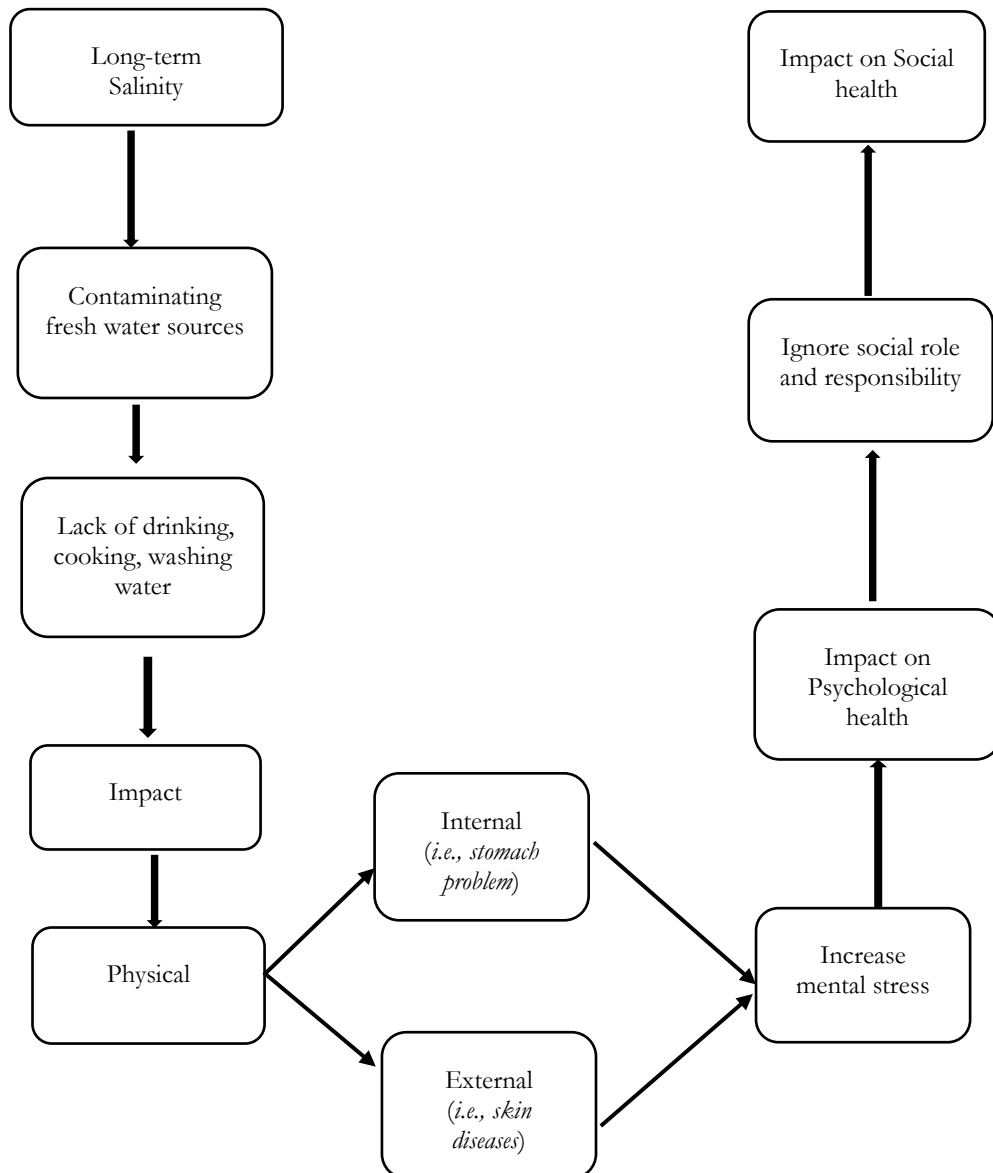 Long-term
Salinity
Contaminating
fresh water sources
Lack of drinking,
cooking, washing
water
Impact
Physical
Internal
(i.e., stomach
problem)
External
(i.e., skin
diseases)
Increase
mental stress
Impact on
Psychological
health
Ignore social role
and responsibility
Impact on Social
health